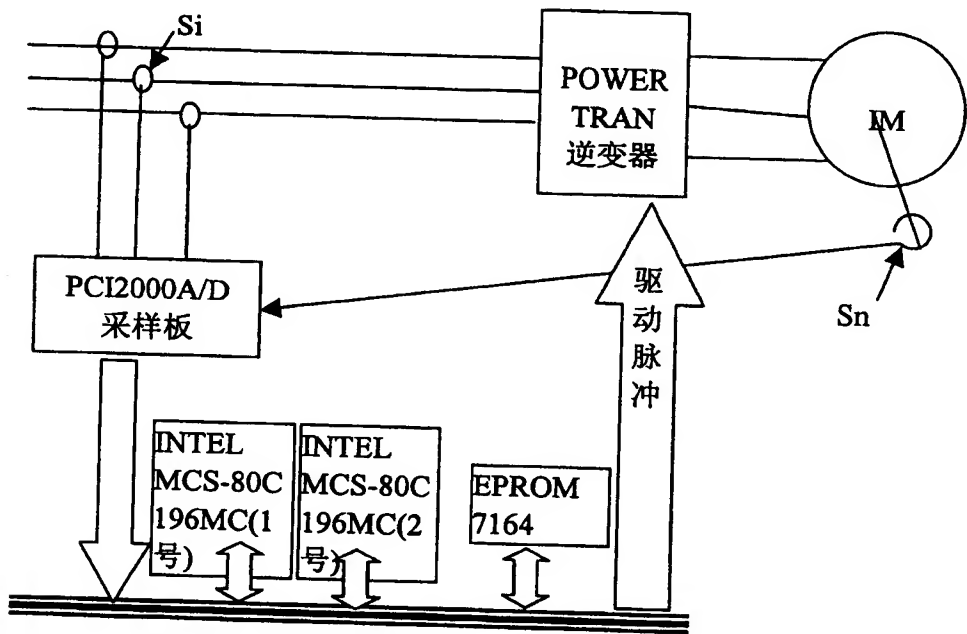 Si
POWER
TRAN
逆变器
IM
PCI2000A/D
采样板
驱
动
脉
冲
Sn
INTEL
MCS-80C
196MC(1
号)
INTEL
MCS-80C
196MC(2
号)
EPROM
7164